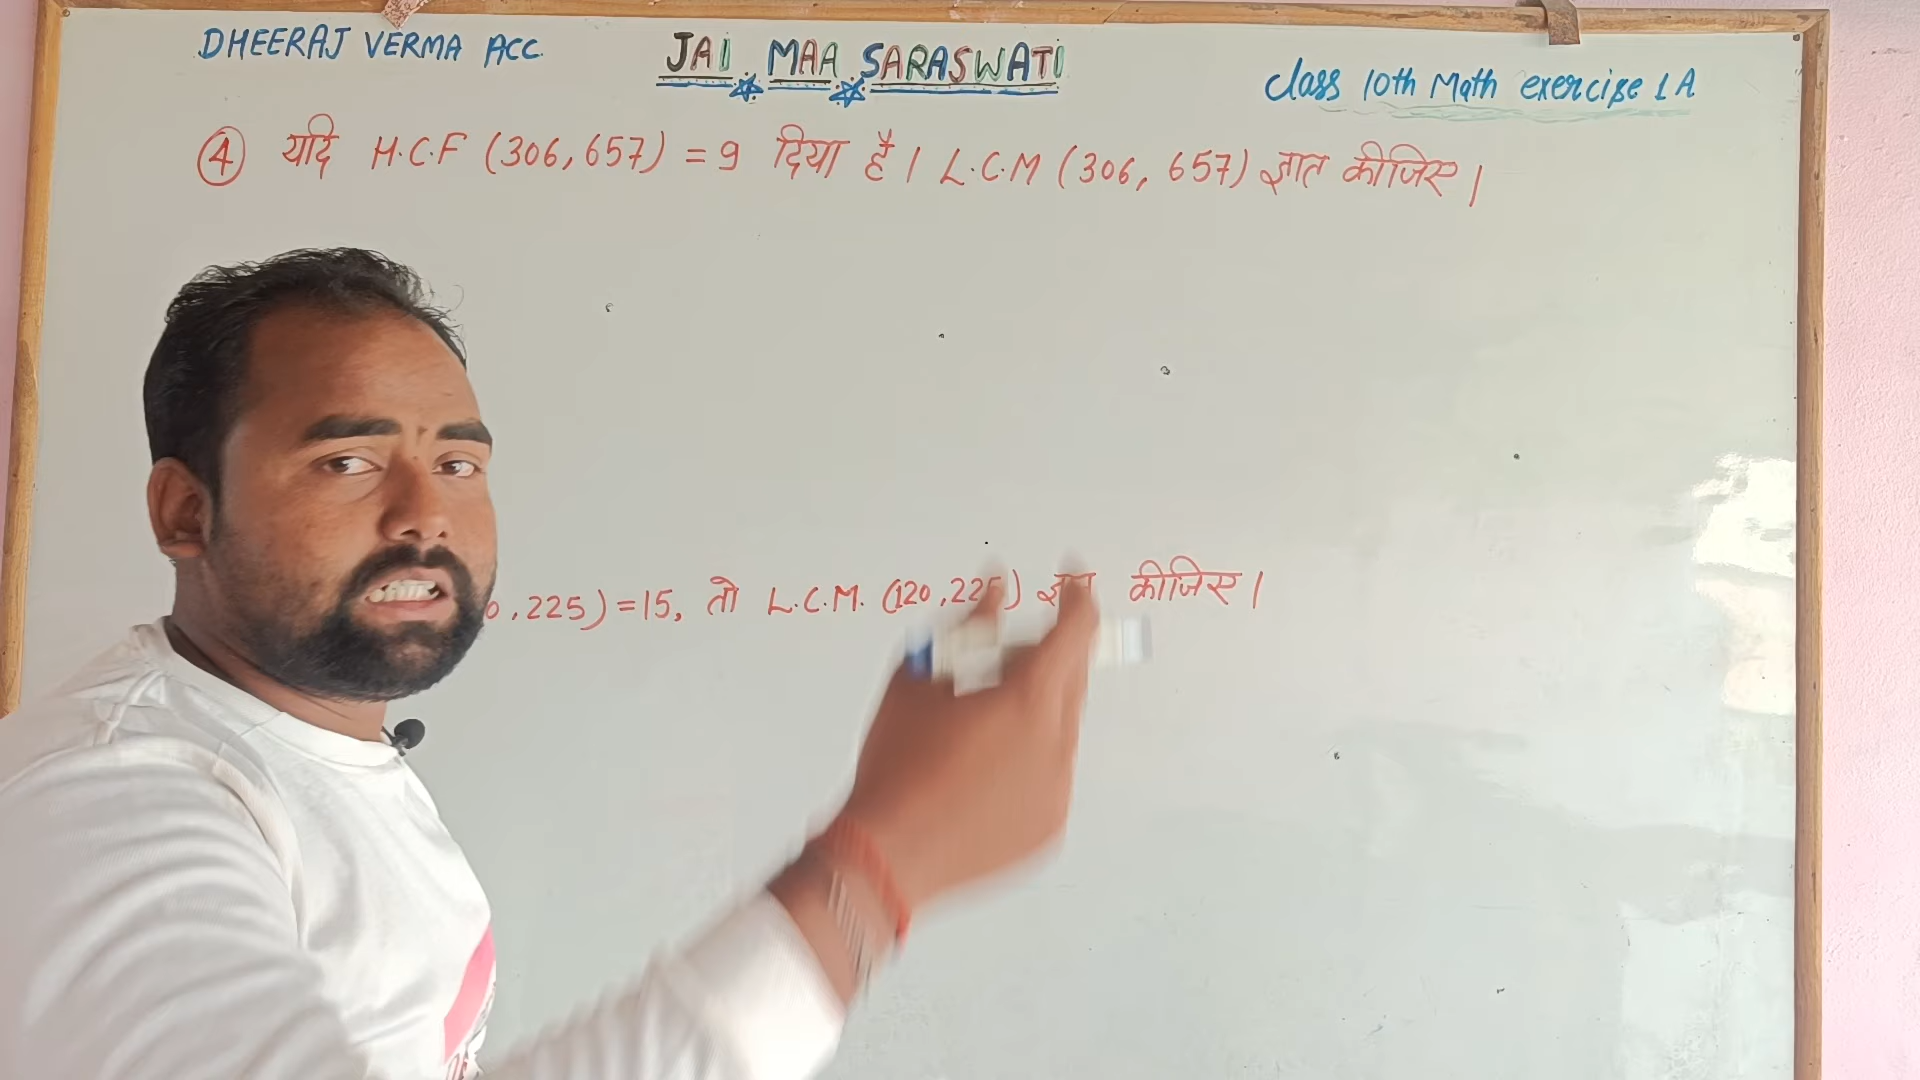 DHEERAJ VERMA ACC.
JAI MAA SARASWATI
Class 10th Math exercise 1A
④ यदि H.C.F (306,657) = 9 दिया है। L.C.M (306, 657) ज्ञात कीजिए।
0,225) = 15, तो L.C.M. (120,225) ज्ञात कीजिए।